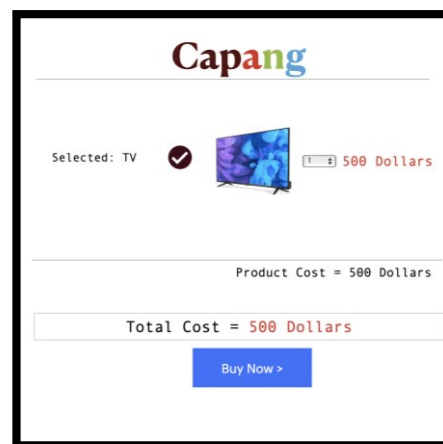 Capang
Selected: TV
1
500 Dollars
Product Cost = 500 Dollars
Total Cost = 500 Dollars
Buy Now >